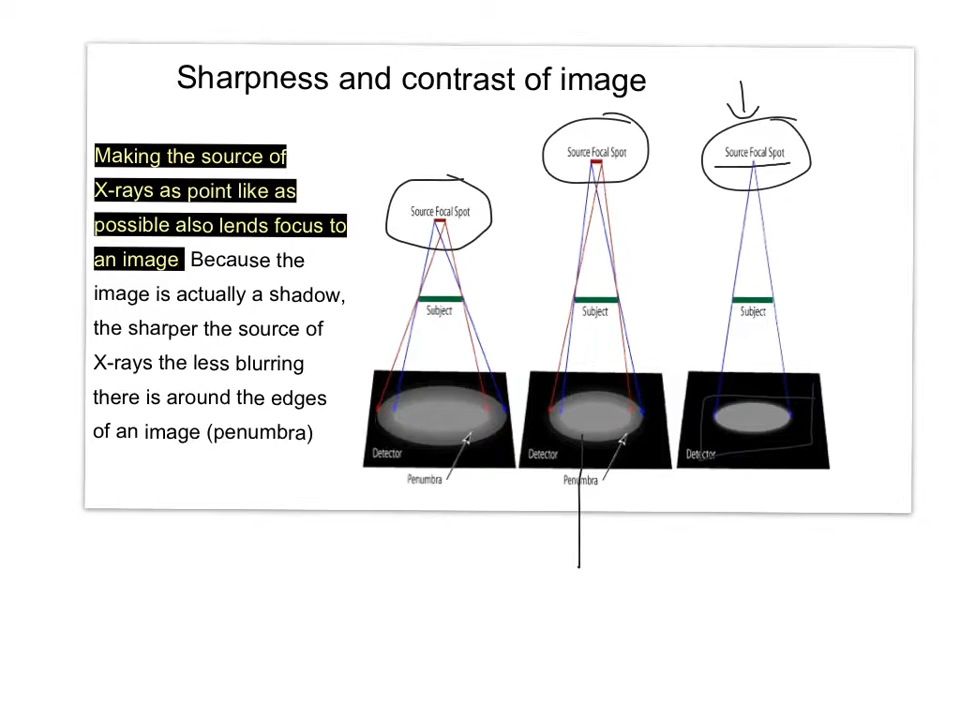 Sharpness and contrast of image
Making the source of
X-rays as point like as
possible also lends focus to
an image Because the
image is actually a shadow,
the sharper the source of
X-rays the less blurring
there is around the edges
of an image (penumbra)
Source Focal Spot
Subject
Detector
Penumbra
Source Focal Spot
Subject
Detector
Penumbra
Source Focal Spot
Subject
Detector